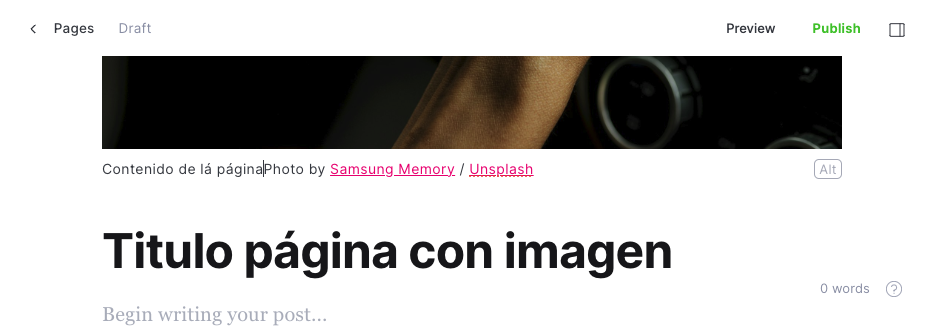 Pages Draft Preview Publish
Contenido de lá páginaPhoto by Samsung Memory / Unsplash Alt
Titulo página con imagen
0 words ?
Begin writing your post...